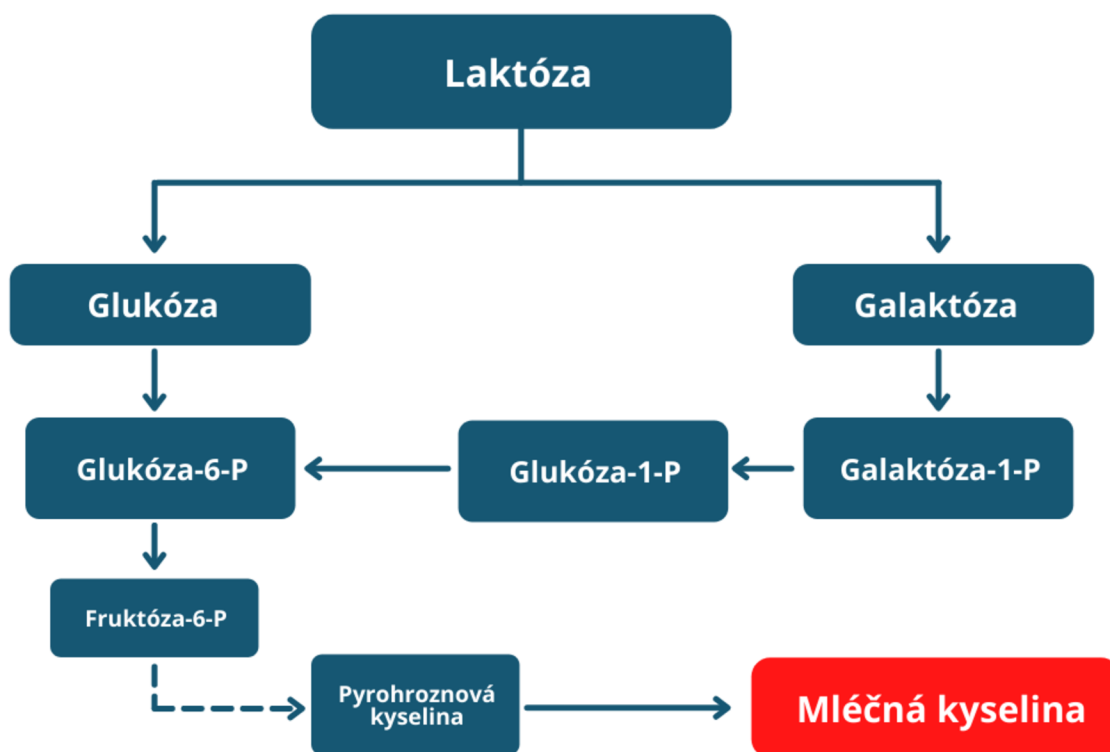 Laktóza
Glukóza
Galaktóza
Glukóza-6-P
Glukóza-1-P
Galaktóza-1-P
Fruktóza-6-P
Pyrohroznová
kyselina
Mléčná kyselina